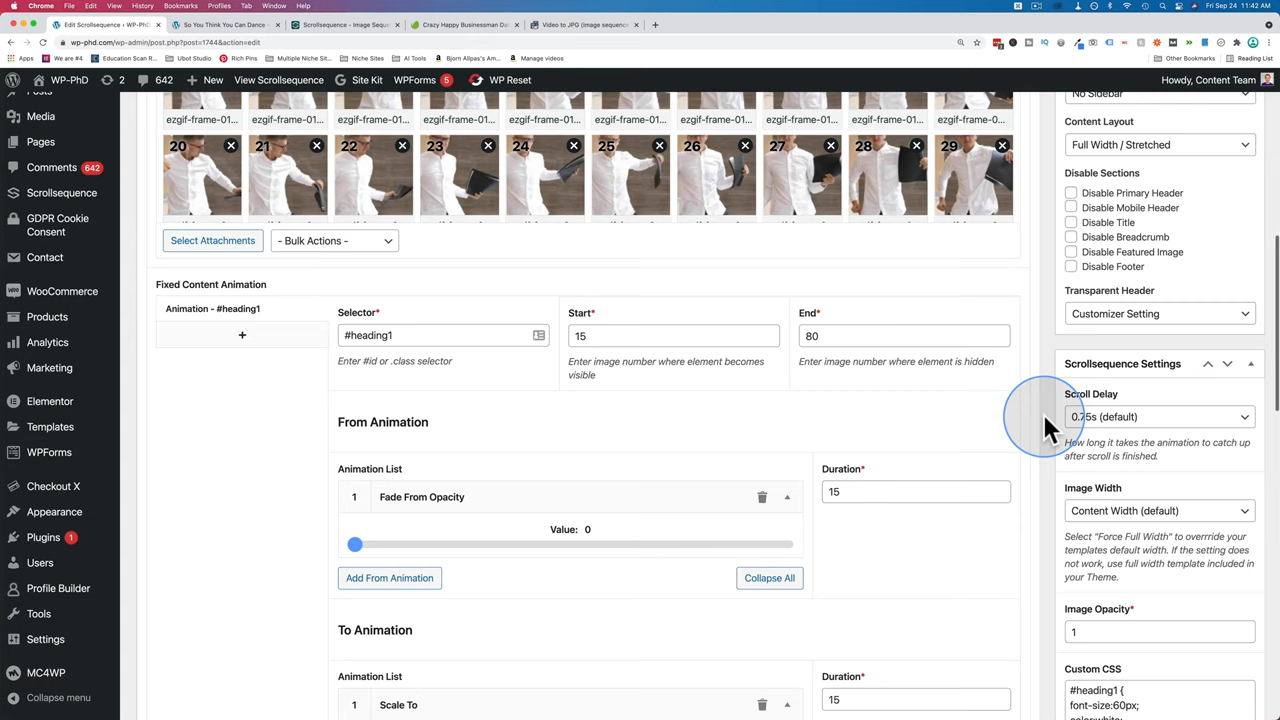 Chrome File Edit View History Bookmarks Profiles Tab Window Help Fri Sep 24 11:42 AM
Edit Scrollsequence ‹ WP-PhD So You Think You Can Dance – Scrollsequence – Image Sequ Crazy Happy Businessman Da Video to JPG (image sequence
wp-phd.com/wp-admin/post.php?post=1744&action=edit
Apps We are #4 Education Scan R... Ubot Studio Rich Pins Multiple Niche Sit... Niche Sites AI Tools Bjorn Allpas's Am... Manage videos Other Bookmarks Reading List
WP-PhD 2 642 New View Scrollsequence Site Kit WPForms 5 WP Reset Howdy, Content Team
Posts
Media
Pages
Comments 642
Scrollsequence
GDPR Cookie
Consent
Contact
WooCommerce
Products
Analytics
Marketing
Elementor
Templates
WPForms
Checkout X
Appearance
Plugins 1
Users
Profile Builder
Tools
Settings
MC4WP
Collapse menu
ezgif-frame-01... ezgif-frame-01... ezgif-frame-01... ezgif-frame-01... ezgif-frame-01... ezgif-frame-01... ezgif-frame-01... ezgif-frame-01... ezgif-frame-01... ezgif-frame-01...
20 21 22 23 24 25 26 27 28 29
Select Attachments - Bulk Actions -
Fixed Content Animation
Animation - #heading1
+
Selector* Start* End*
#heading1 15 80
Enter #id or .class selector Enter image number where element becomes visible Enter image number where element is hidden
From Animation
Animation List Duration*
1 Fade From Opacity 15
Value: 0
Add From Animation Collapse All
To Animation
Animation List Duration*
1 Scale To 15
No Sidebar
Content Layout
Full Width / Stretched
Disable Sections
Disable Primary Header
Disable Mobile Header
Disable Title
Disable Breadcrumb
Disable Featured Image
Disable Footer
Transparent Header
Customizer Setting
Scrollsequence Settings
Scroll Delay
0.75s (default)
How long it takes the animation to catch up
after scroll is finished.
Image Width
Content Width (default)
Select "Force Full Width" to override your
templates default width. If the setting does
not work, use full width template included in
your Theme.
Image Opacity*
1
Custom CSS
#heading1 {
font-size:60px;
color:white;